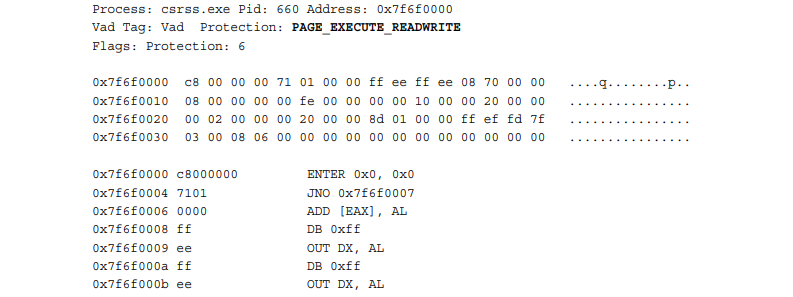 Process: csrss.exe Pid: 660 Address: 0x7f6f0000
Vad Tag: Vad  Protection: PAGE_EXECUTE_READWRITE
Flags: Protection: 6

0x7f6f0000  c8 00 00 00 71 01 00 00 ff ee ff ee 08 70 00 00   ....q........p..
0x7f6f0010  08 00 00 00 00 fe 00 00 00 00 10 00 00 20 00 00   ................
0x7f6f0020  00 02 00 00 00 20 00 00 8d 01 00 00 ff ef fd 7f   ................
0x7f6f0030  03 00 08 06 00 00 00 00 00 00 00 00 00 00 00 00   ................

0x7f6f0000 c8000000         ENTER 0x0, 0x0
0x7f6f0004 7101             JNO 0x7f6f0007
0x7f6f0006 0000             ADD [EAX], AL
0x7f6f0008 ff               DB 0xff
0x7f6f0009 ee               OUT DX, AL
0x7f6f000a ff               DB 0xff
0x7f6f000b ee               OUT DX, AL